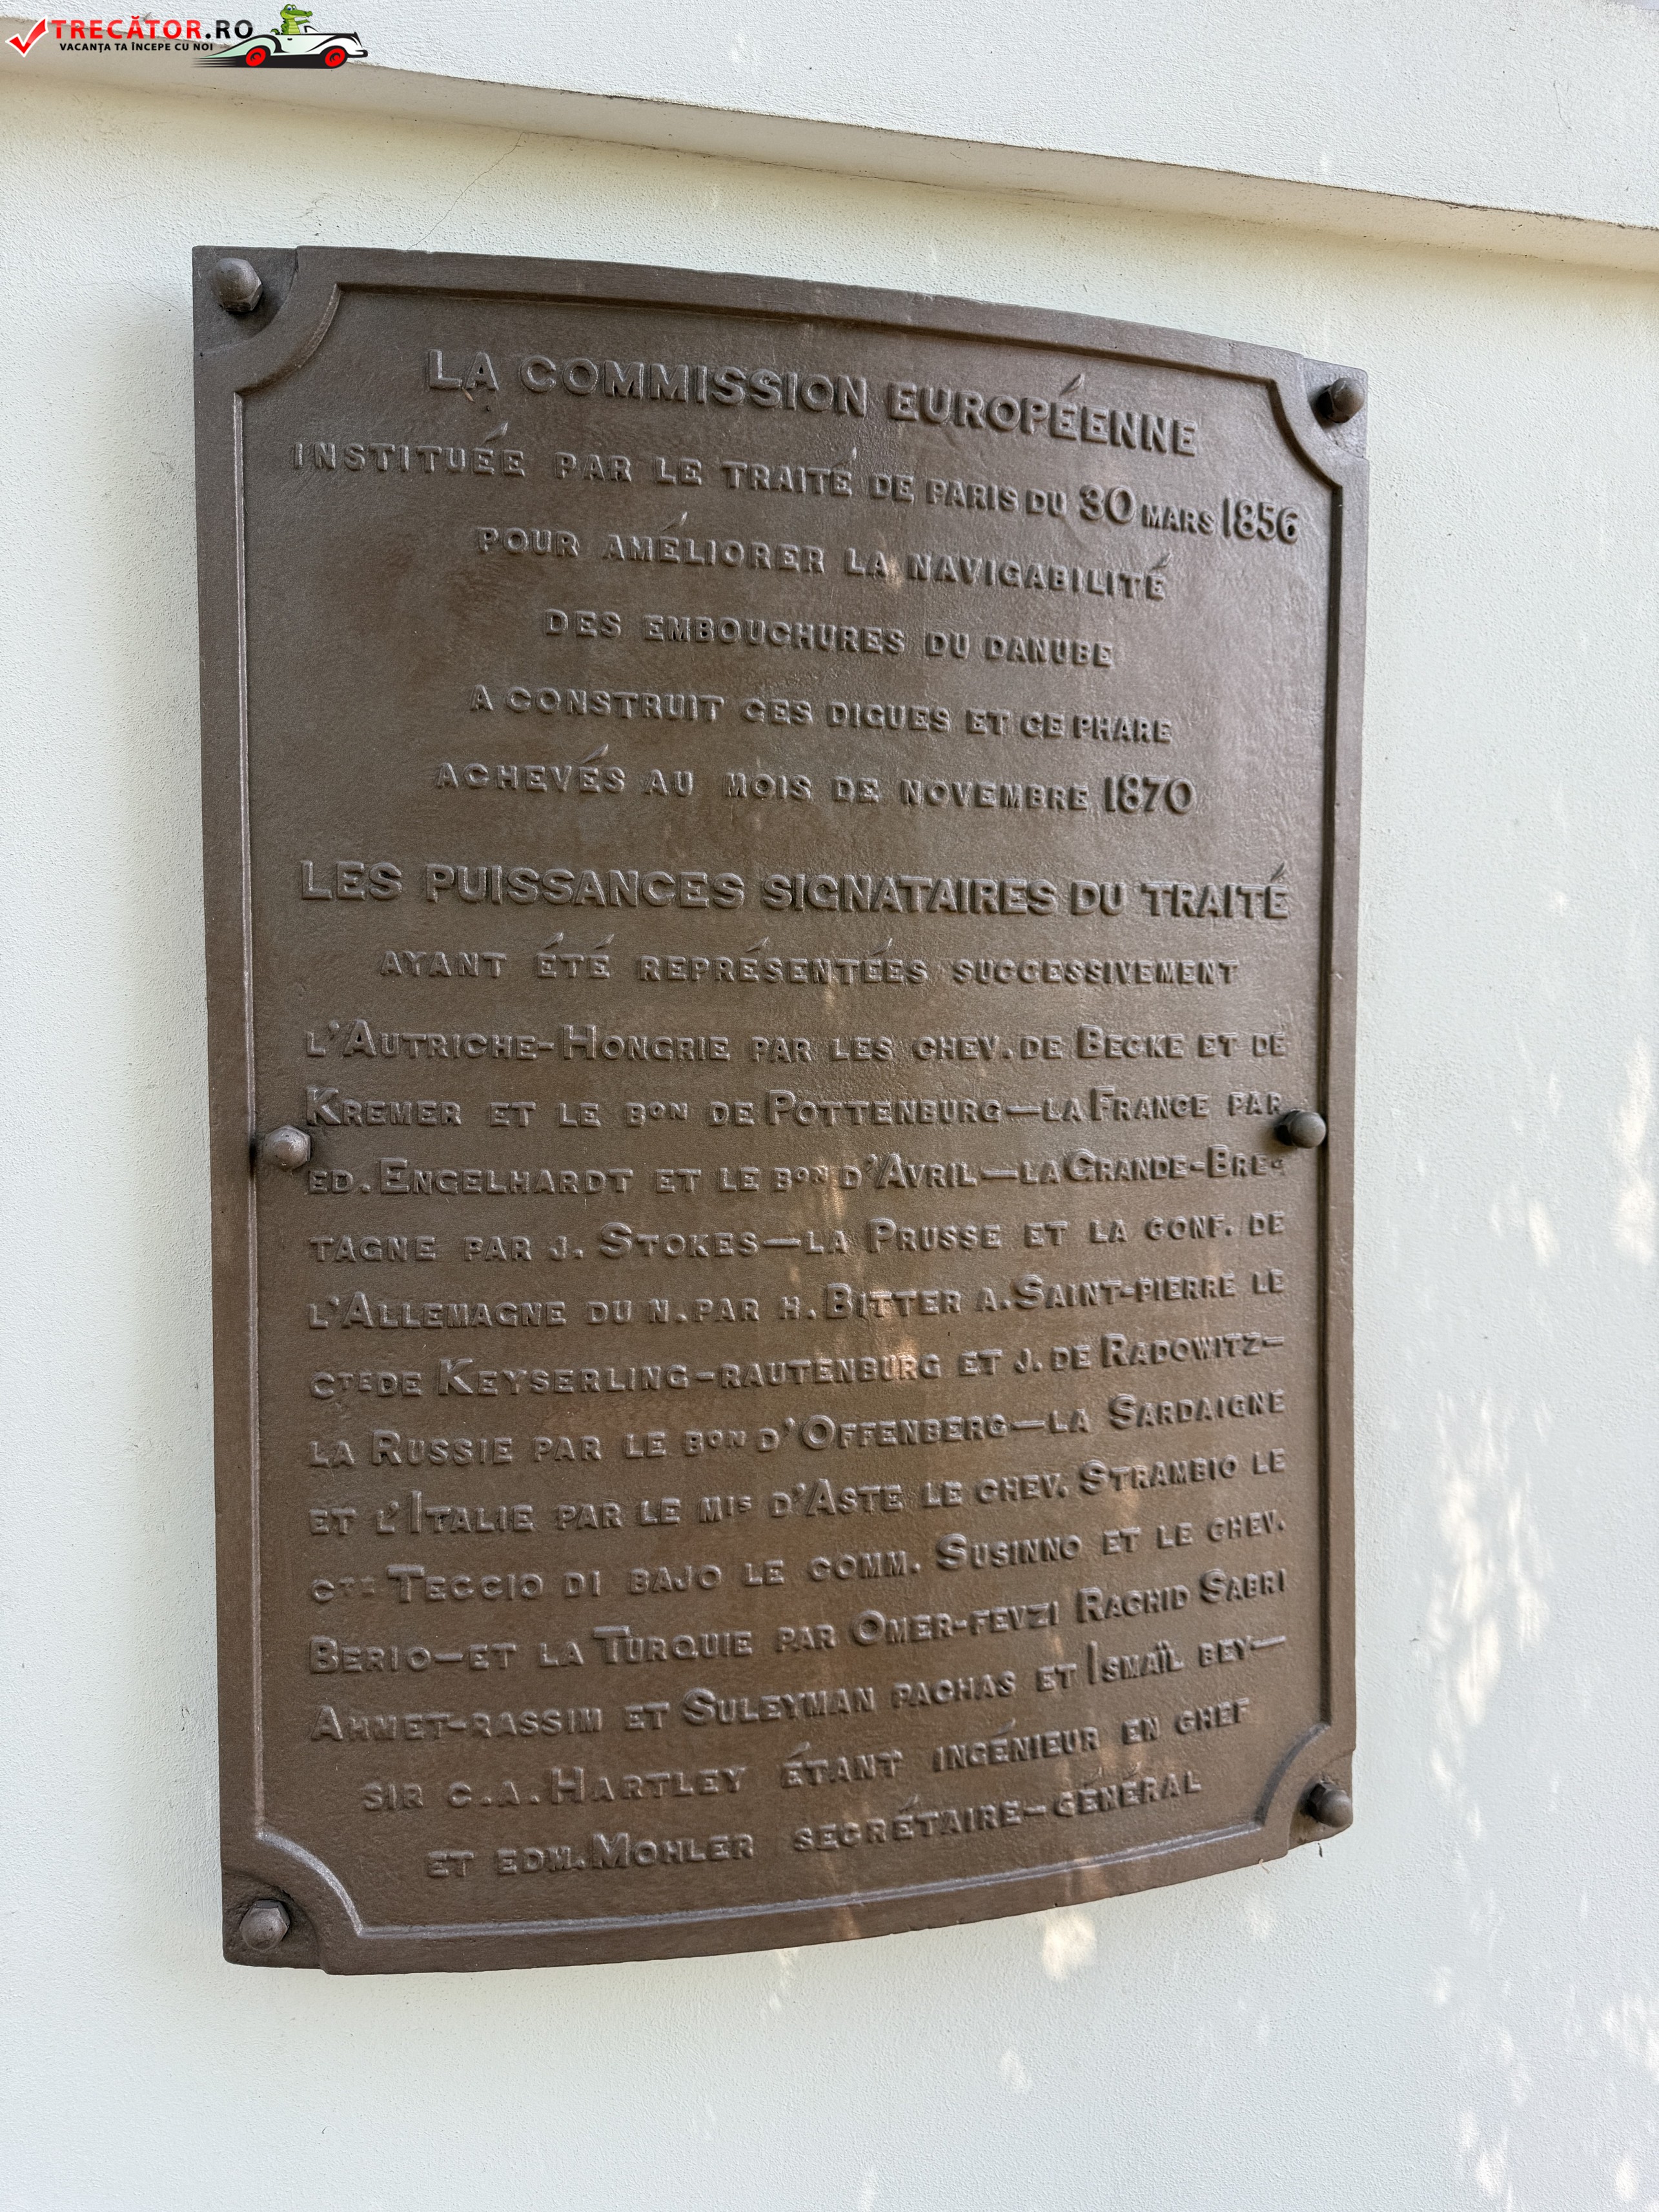 TRECĂTOR.RO
VACANȚA TA ÎNCEPE CU NOI
LA COMMISSION EUROPÉENNE
INSTITUÉE PAR LE TRAITÉ DE PARIS DU 30 MARS 1856
POUR AMÉLIORER LA NAVIGABILITÉ
DES EMBOUCHURES DU DANUBE
A CONSTRUIT CES DIGUES ET CE PHARE
ACHEVÉS AU MOIS DE NOVEMBRE 1870
LES PUISSANCES SIGNATAIRES DU TRAITÉ
AYANT ÉTÉ REPRÉSENTÉES SUCCESSIVEMENT
L'AUTRICHE-HONGRIE PAR LES CHEV. DE BECKE ET DE
KREMER ET LE BON DE POTTENBURG—LA FRANCE PAR
ED. ENGELHARDT ET LE BON D'AVRIL—LA GRANDE-BRE-
TAGNE PAR J. STOKES—LA PRUSSE ET LA CONF. DE
L'ALLEMAGNE DU N. PAR H. BITTER A. SAINT-PIERRE LE
CTE DE KEYSERLING-RAUTENBURG ET J. DE RADOWITZ—
LA RUSSIE PAR LE BON D'OFFENBERG—LA SARDAIGNE
ET L'ITALIE PAR LE MIS D'ASTE LE CHEV. STRAMBIO LE
CTE TECCIO DI BAJO LE COMM. SUSINNO ET LE CHEV.
BERIO—ET LA TURQUIE PAR OMER-FEVZI RAGHID SABRI
AHMET-RASSIM ET SULEYMAN PACHAS ET ISMAÏL BEY—
SIR C. A. HARTLEY ÉTANT INGÉNIEUR EN CHEF
ET EDM. MOHLER SECRÉTAIRE-GÉNÉRAL